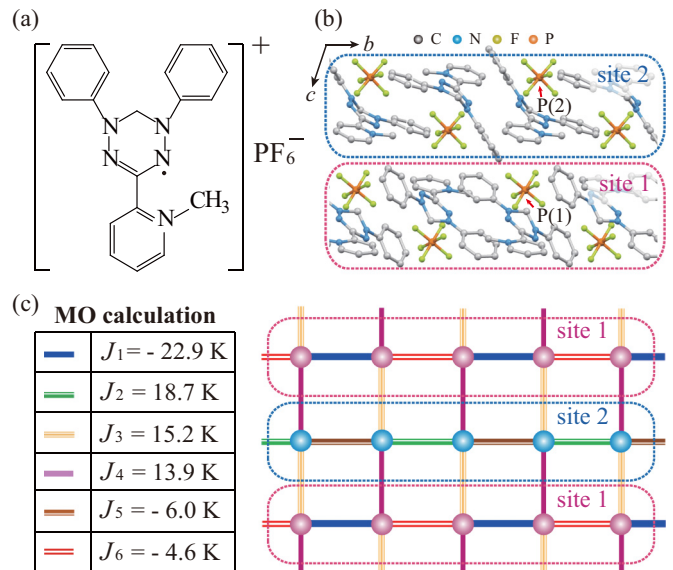 (a)
+
N
N
N
N
·
N
CH₃
PF₆⁻
(b)
b
c
C N F P
site 2
P(2)
site 1
P(1)
(c)
MO calculation
J₁ = - 22.9 K
J₂ = 18.7 K
J₃ = 15.2 K
J₄ = 13.9 K
J₅ = - 6.0 K
J₆ = - 4.6 K
site 1
site 2
site 1